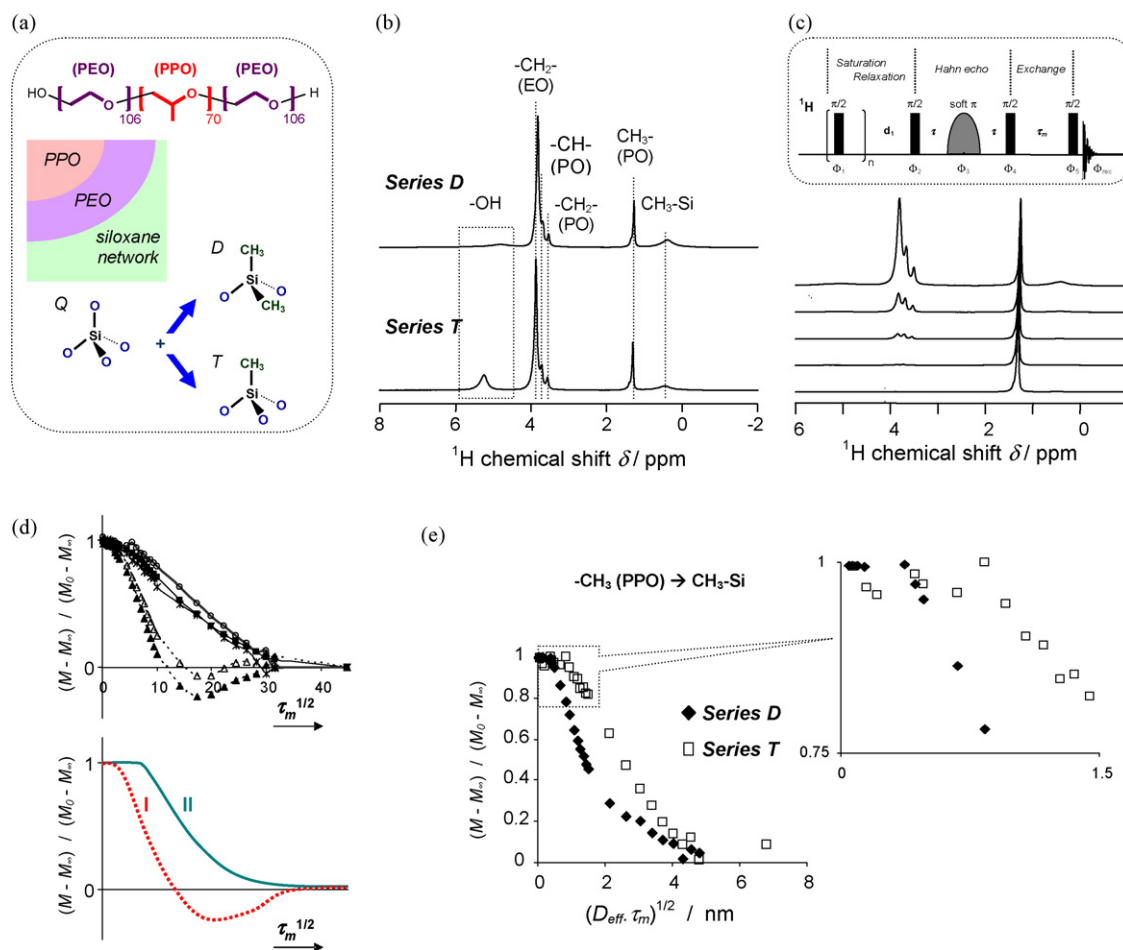 (a)
(PEO) (PPO) (PEO)
HO O O O H
106 70 106
PPO
PEO
siloxane
network
D
CH3
Si
O O
CH3
Q
O
Si
O O
O
+
T
CH3
Si
O O
O
(b)
-CH2-
(EO)
-CH-
(PO)
CH3-
(PO)
Series D
-OH
-CH2-
(PO)
CH3-Si
Series T
8 6 4 2 0 -2
1H chemical shift δ / ppm
(c)
Saturation
Relaxation
Hahn echo
Exchange
1H
π/2 π/2 soft π π/2 π/2
d1 τ τ τm
n
Φ1 Φ2 Φ3 Φ4 Φ5 Φrec
6 4 2 0
1H chemical shift δ / ppm
(d)
(M - M∞) / (M0 - M∞)
1
0
0 10 20 30 40
τm1/2
(M - M∞) / (M0 - M∞)
1
I II
0
τm1/2
(e)
-CH3 (PPO) → CH3-Si
(M - M∞) / (M0 - M∞)
1
0.8
0.6
0.4
0.2
0
0 2 4 6 8
(Deff. τm)1/2 / nm
Series D
Series T
1
0.75
0 1.5